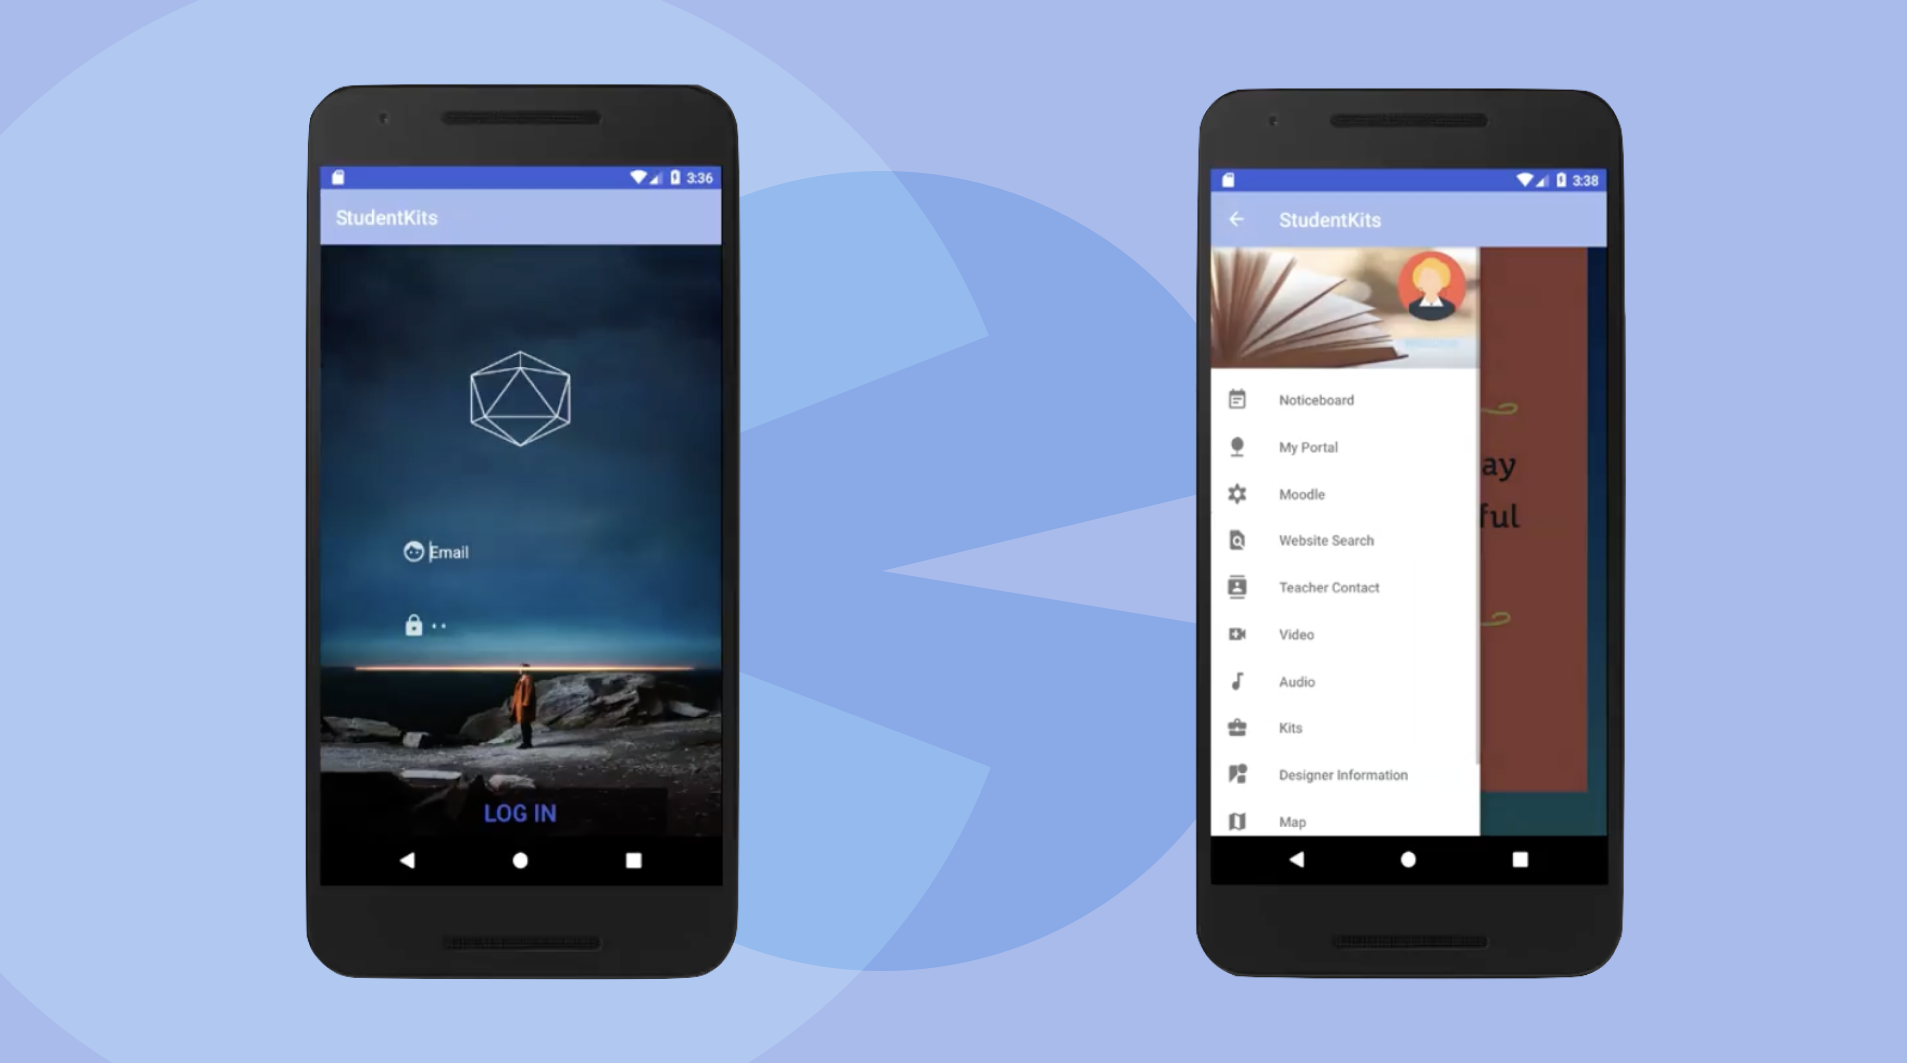 3:36
StudentKits
Email
LOG IN
3:38
StudentKits
Noticeboard
My Portal
Moodle
Website Search
Teacher Contact
Video
Audio
Kits
Designer Information
Map
ay
ful